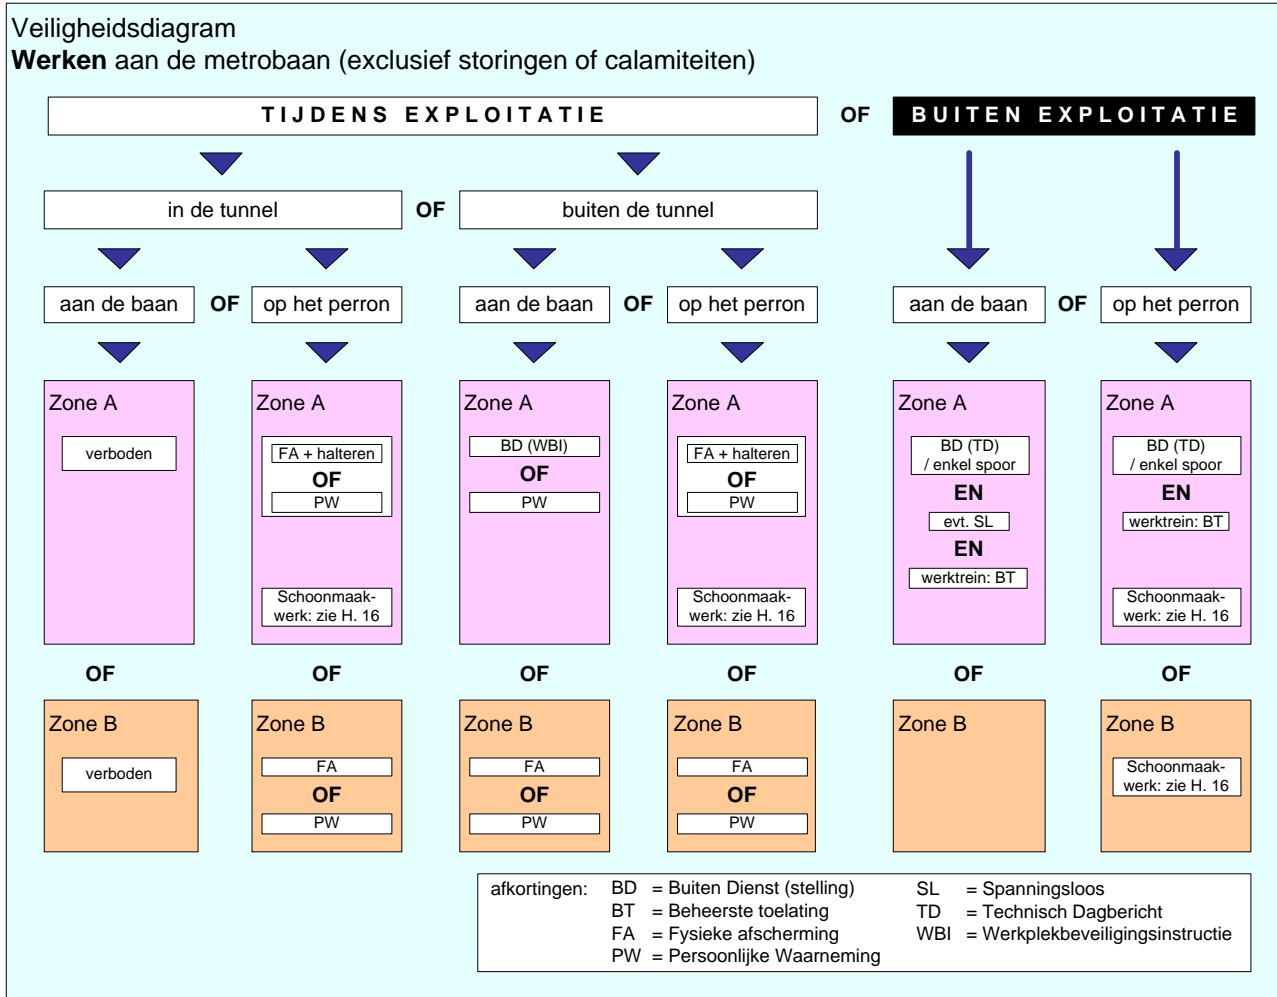 Veiligheidsdiagram
Werken aan de metrobaan (exclusief storingen of calamiteiten)
TIJDENS EXPLOITATIE OF BUITEN EXPLOITATIE
in de tunnel OF buiten de tunnel
aan de baan OF op het perron aan de baan OF op het perron aan de baan OF op het perron
Zone A
verboden
Zone A
FA + halteren
OF
PW
Schoonmaak-
werk: zie H. 16
Zone A
BD (WBI)
OF
PW
Zone A
FA + halteren
OF
PW
Schoonmaak-
werk: zie H. 16
Zone A
BD (TD)
/ enkel spoor
EN
evt. SL
EN
werktrein: BT
Zone A
BD (TD)
/ enkel spoor
EN
werktrein: BT
Schoonmaak-
werk: zie H. 16
OF OF OF OF OF OF
Zone B
verboden
Zone B
FA
OF
PW
Zone B
FA
OF
PW
Zone B
FA
OF
PW
Zone B
Zone B
Schoonmaak-
werk: zie H. 16
afkortingen: BD = Buiten Dienst (stelling)
BT = Beheerste toelating
FA = Fysieke afscherming
PW = Persoonlijke Waarneming
SL = Spanningsloos
TD = Technisch Dagbericht
WBI = Werkplekbeveiligingsinstructie